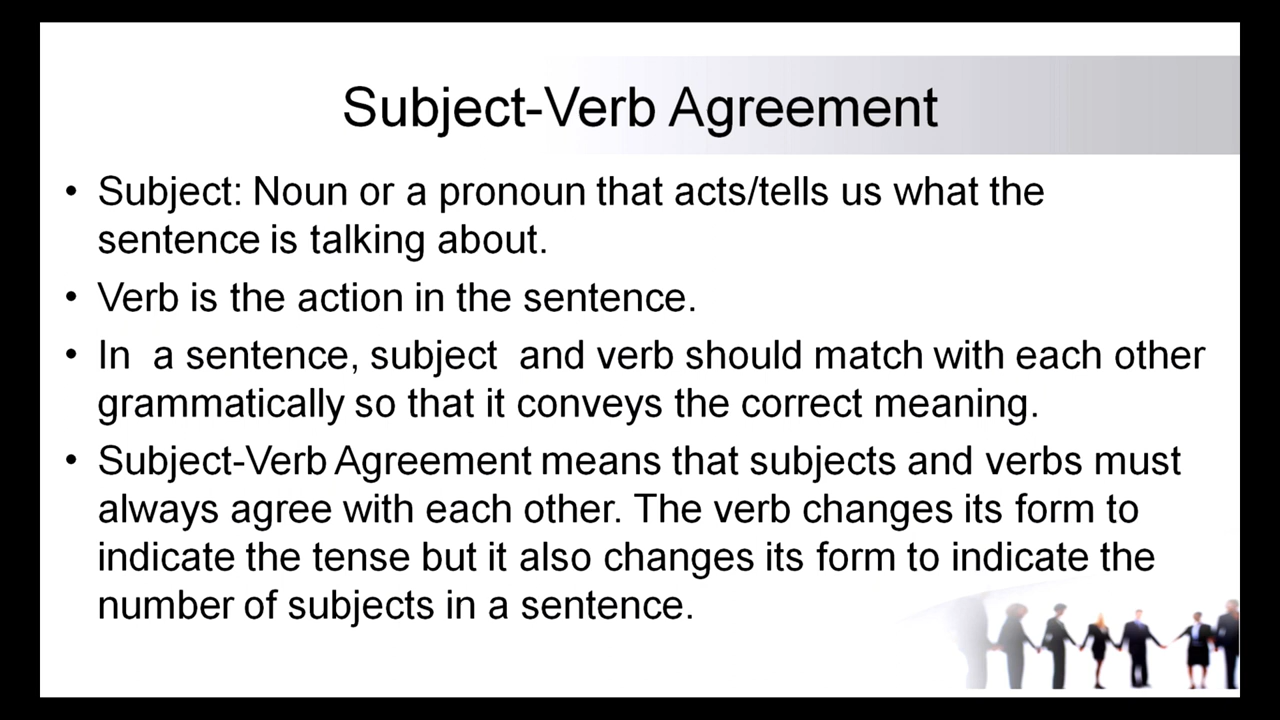 Subject-Verb Agreement
• Subject: Noun or a pronoun that acts/tells us what the
sentence is talking about.
• Verb is the action in the sentence.
• In  a sentence, subject  and verb should match with each other
grammatically so that it conveys the correct meaning.
• Subject-Verb Agreement means that subjects and verbs must
always agree with each other. The verb changes its form to
indicate the tense but it also changes its form to indicate the
number of subjects in a sentence.